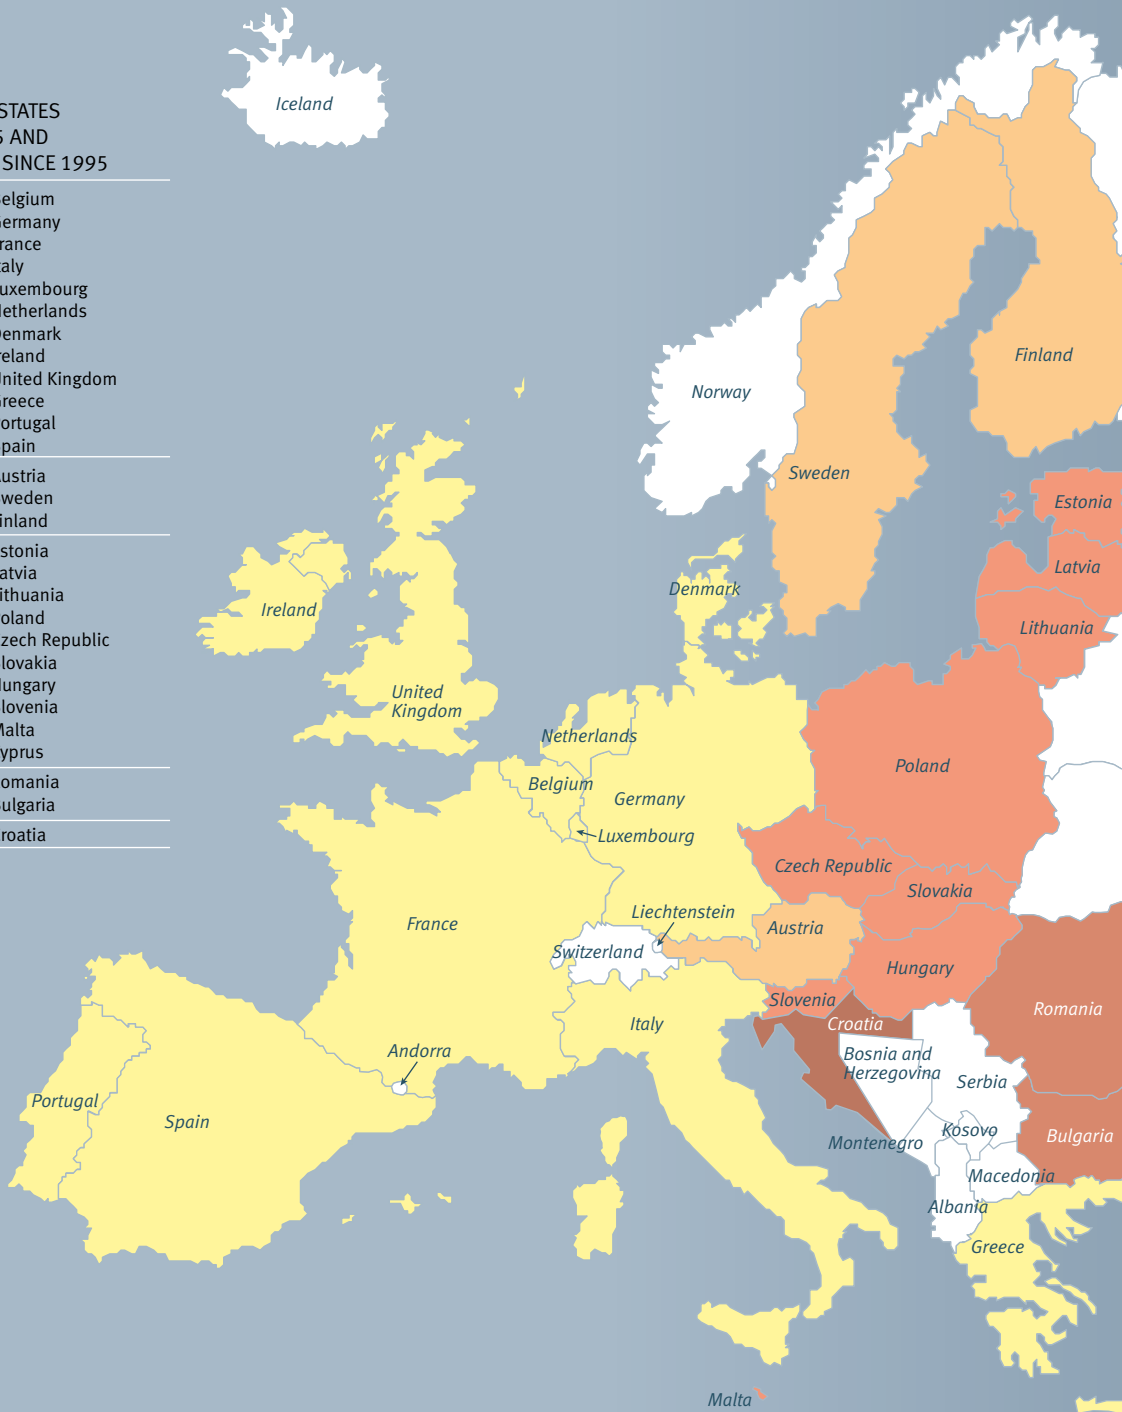 STATES
AND
SINCE 1995
elgium
ermany
rance
taly
uxembourg
etherlands
enmark
reland
nited Kingdom
reece
ortugal
pain
ustria
weden
inland
stonia
atvia
ithuania
oland
zech Republic
lovakia
ungary
lovenia
alta
yprus
omania
ulgaria
roatia
Iceland
Norway
Finland
Sweden
Estonia
Latvia
Lithuania
Denmark
Ireland
United
Kingdom
Netherlands
Belgium
Germany
Luxembourg
Poland
Czech Republic
Slovakia
Liechtenstein
France
Austria
Switzerland
Hungary
Slovenia
Romania
Italy
Croatia
Andorra
Bosnia and
Herzegovina
Serbia
Portugal
Spain
Kosovo
Montenegro
Bulgaria
Macedonia
Albania
Greece
Malta